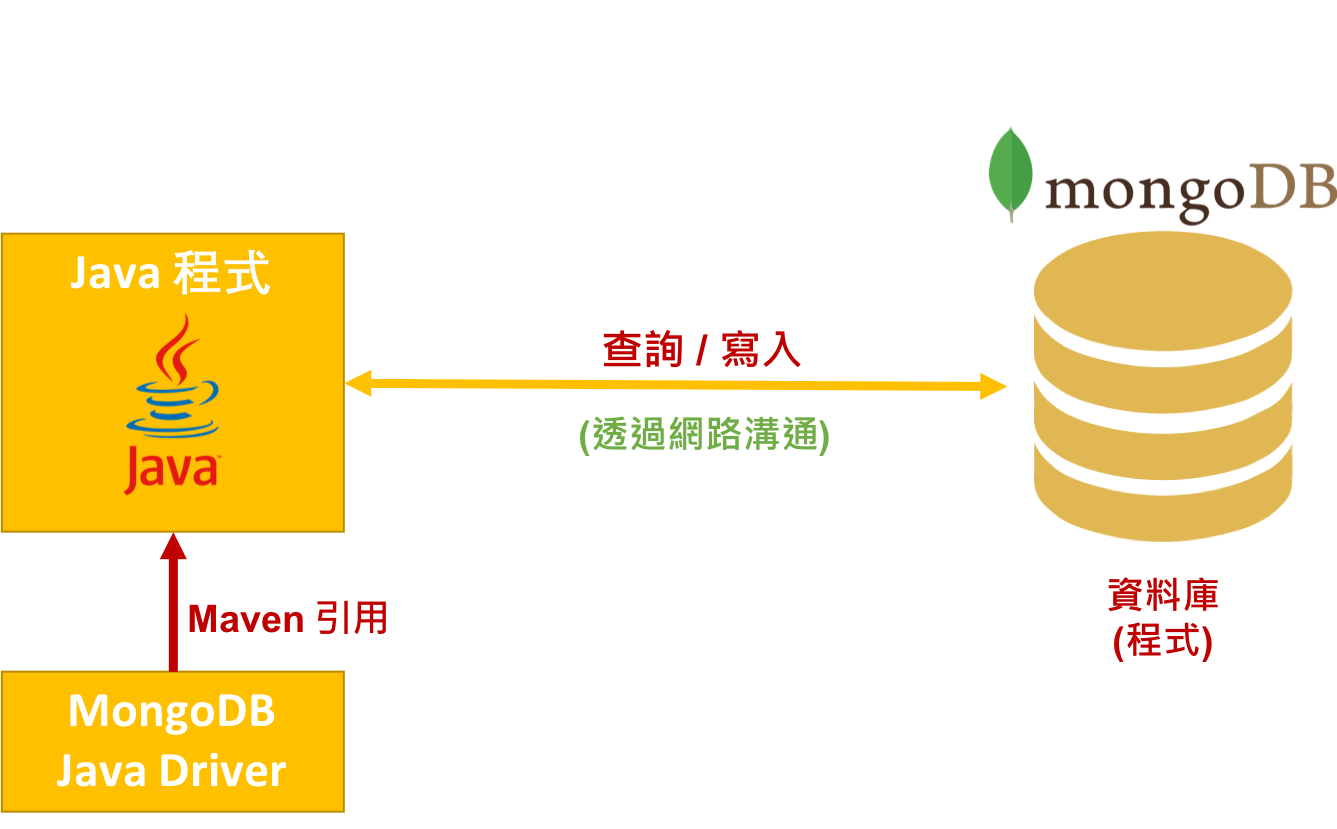 mongoDB
Java 程式
Java™
查詢 / 寫入
(透過網路溝通)
資料庫
(程式)
Maven 引用
MongoDB
Java Driver